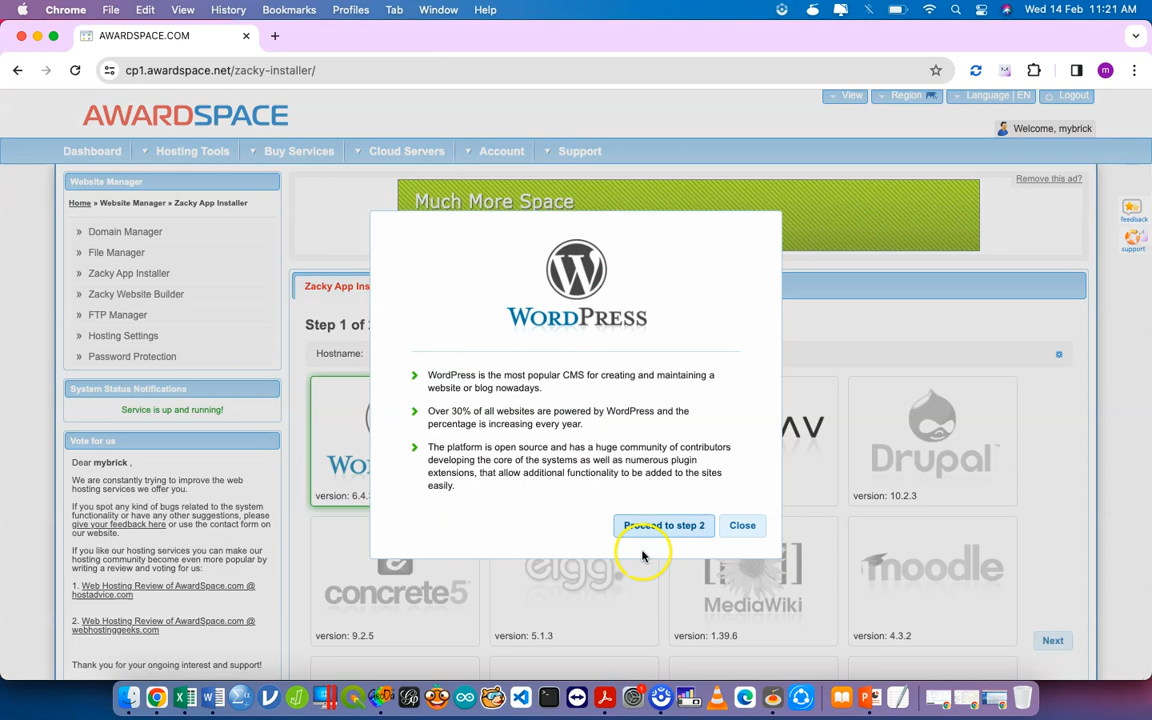 Chrome File Edit View History Bookmarks Profiles Tab Window Help Wed 14 Feb 11:21 AM
AWARDSPACE.COM
cp1.awardspace.net/zacky-installer/
View Region Language | EN Logout
AWARDSPACE
Welcome, mybrick
Dashboard Hosting Tools Buy Services Cloud Servers Account Support
Website Manager
Home » Website Manager » Zacky App Installer
» Domain Manager
» File Manager
» Zacky App Installer
» Zacky Website Builder
» FTP Manager
» Hosting Settings
» Password Protection
System Status Notifications
Service is up and running!
Vote for us
Dear mybrick ,
We are constantly trying to improve the web
hosting services we offer you.
If you spot any kind of bugs related to the system
functionality or have any other suggestions, please
give your feedback here or use the contact form on
our website.
If you like our hosting services you can make our
hosting community become even more popular by
writing a review and voting for us:
1. Web Hosting Review of AwardSpace.com @
hostadvice.com
2. Web Hosting Review of AwardSpace.com @
webhostinggeeks.com
Thank you for your ongoing interest and support!
Remove this ad?
Much More Space
feedback
support
Zacky App Ins
Step 1 of
Hostname:
WORDPRESS
WordPress is the most popular CMS for creating and maintaining a
website or blog nowadays.
Over 30% of all websites are powered by WordPress and the
percentage is increasing every year.
The platform is open source and has a huge community of contributors
developing the core of the systems as well as numerous plugin
extensions, that allow additional functionality to be added to the sites
easily.
Proceed to step 2 Close
Drupal
version: 6.4. version: 10.2.3
concrete5 elgg MediaWiki moodle
version: 9.2.5 version: 5.1.3 version: 1.39.6 version: 4.3.2
Next